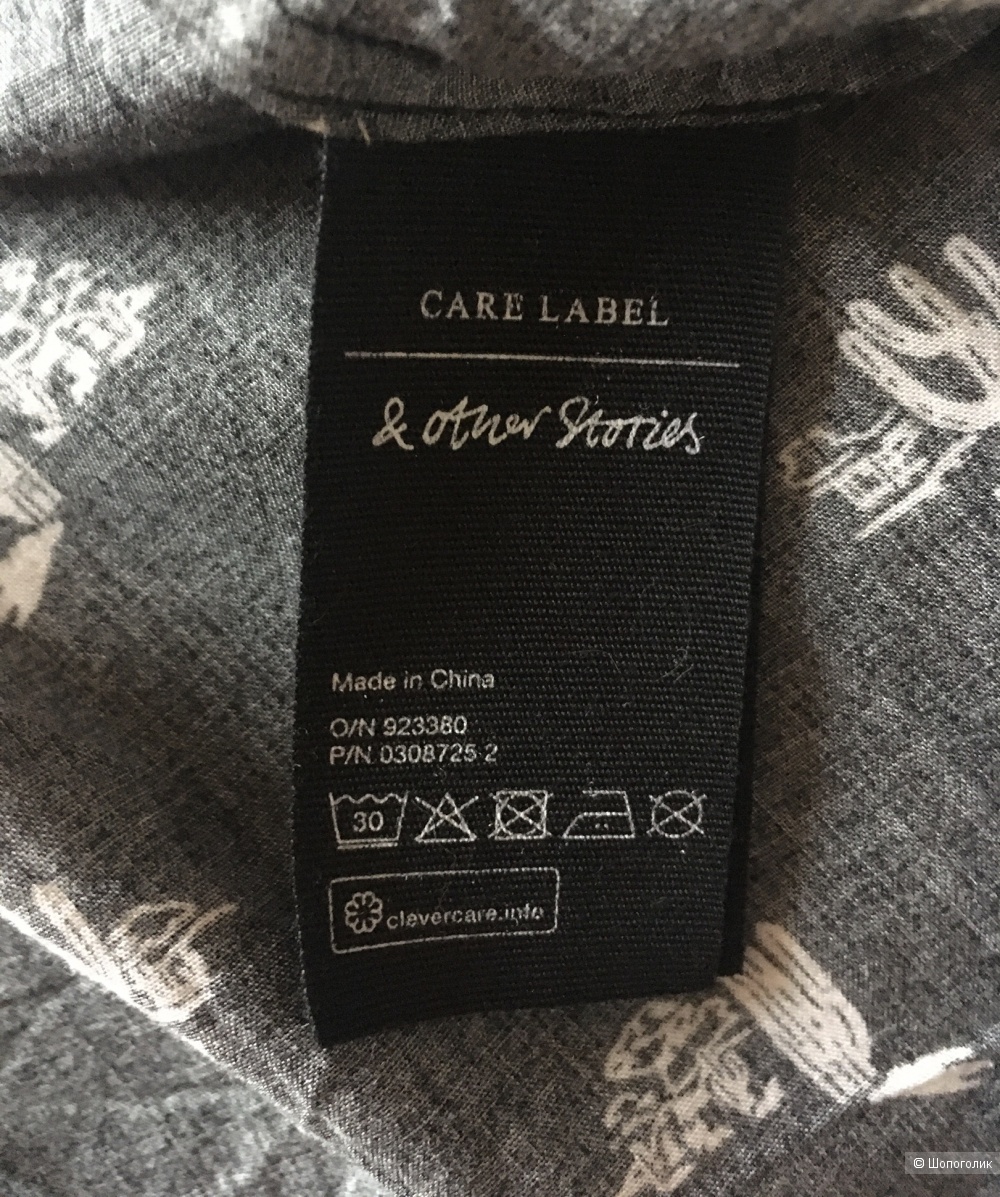 CARE LABEL
& other Stories
Made in China
O/N 923380
P/N 0308725 2
30
clevercare.info
© Шопоголик